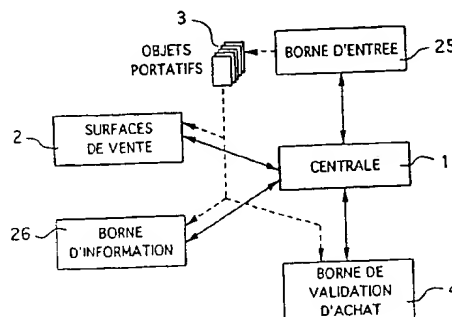 3
OBJETS
PORTATIFS
BORNE D'ENTREE
25
2
SURFACES
DE VENTE
CENTRALE
1
26
BORNE
D'INFORMATION
BORNE DE
VALIDATION
D'ACHAT
4